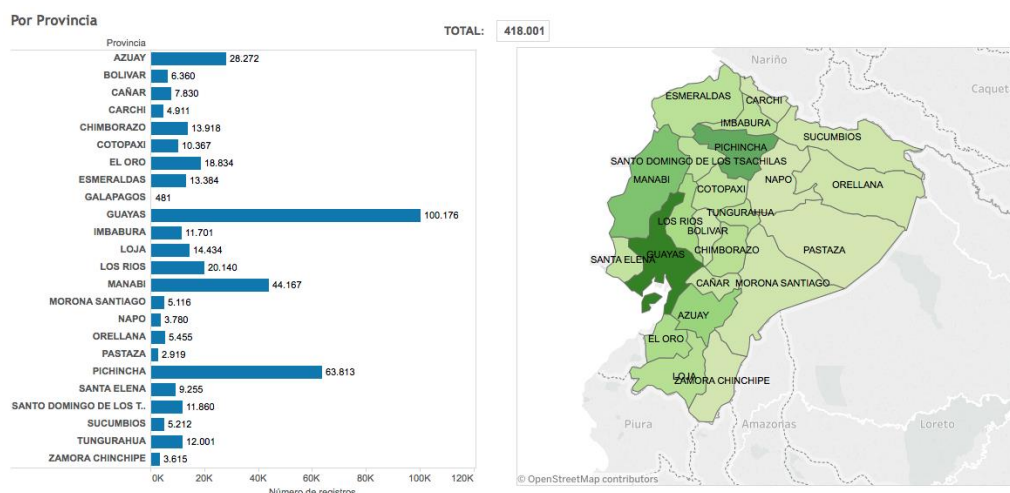 Por Provincia
TOTAL: 418.001
Provincia
AZUAY 28.272
BOLIVAR 6.360
CAÑAR 7.830
CARCHI 4.911
CHIMBORAZO 13.918
COTOPAXI 10.367
EL ORO 18.834
ESMERALDAS 13.384
GALAPAGOS 481
GUAYAS 100.176
IMBABURA 11.701
LOJA 14.434
LOS RIOS 20.140
MANABI 44.167
MORONA SANTIAGO 5.116
NAPO 3.780
ORELLANA 5.455
PASTAZA 2.919
PICHINCHA 63.813
SANTA ELENA 9.255
SANTO DOMINGO DE LOS T.. 11.860
SUCUMBIOS 5.212
TUNGURAHUA 12.001
ZAMORA CHINCHIPE 3.615
0K 20K 40K 60K 80K 100K 120K
Número de registros
Nariño
Caquet
ESMERALDAS
CARCHI
IMBABURA
SUCUMBIOS
PICHINCHA
SANTO DOMINGO DE LOS TSACHILAS
MANABI
NAPO
ORELLANA
COTOPAXI
TUNGURAHUA
LOS RIOS
BOLIVAR
CHIMBORAZO
PASTAZA
GUAYAS
SANTA ELENA
CAÑAR
MORONA SANTIAGO
AZUAY
EL ORO
LOJA
ZAMORA CHINCHIPE
Piura
Amazonas
Loreto
© OpenStreetMap contributors